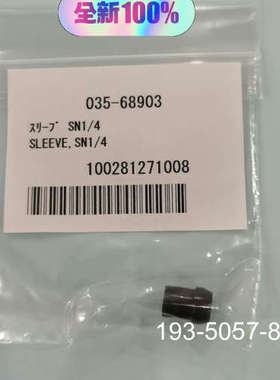 全新100%
035-68903
ｽﾘｰﾌﾞ SN1/4
SLEEVE,SN1/4
100281271008
193-5057-8